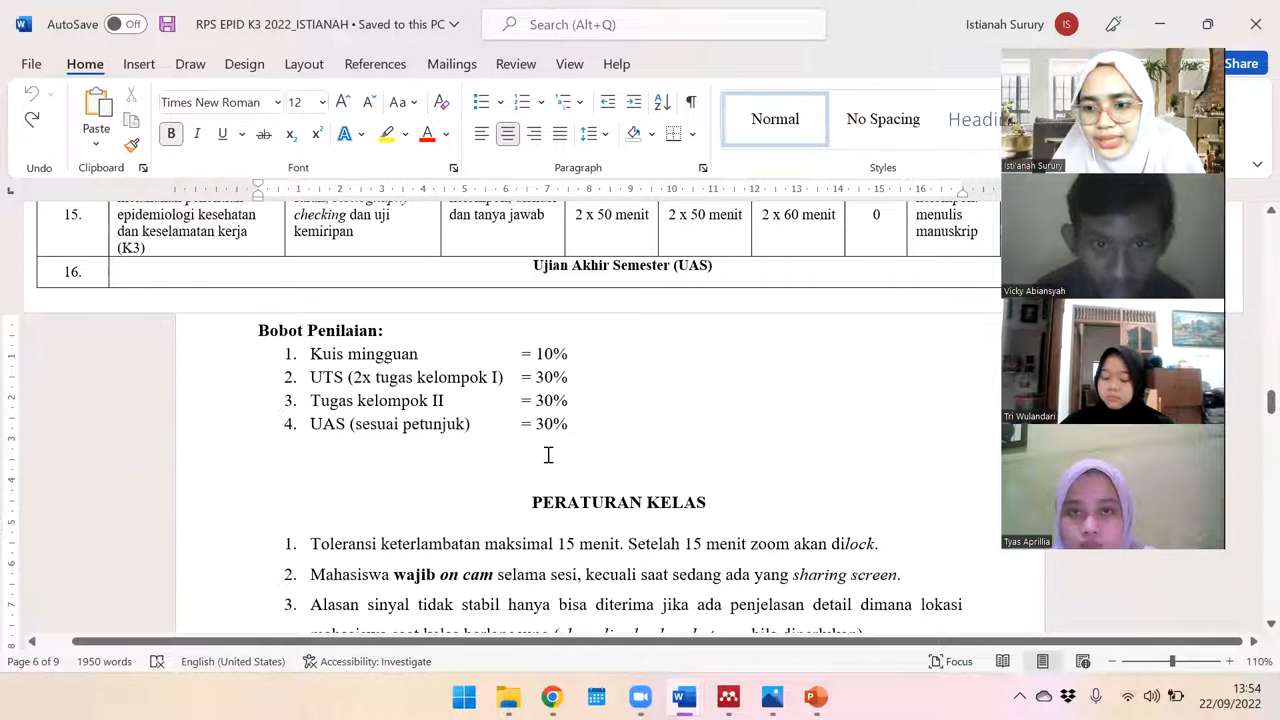 AutoSave Off RPS EPID K3 2022_ISTIANAH • Saved to this PC Search (Alt+Q) Istianah Surury IS
File Home Insert Draw Design Layout References Mailings Review View Help Share
Times New Roman 12 Aa
Paste
Normal No Spacing
Undo Clipboard Font Paragraph Styles
15.
epidemiologi kesehatan
dan keselamatan kerja
(K3)
checking dan uji
kemiripan
dan tanya jawab
2 x 50 menit 2 x 50 menit 2 x 60 menit 0
menulis
manuskrip
16. Ujian Akhir Semester (UAS)
Bobot Penilaian:
1. Kuis mingguan = 10%
2. UTS (2x tugas kelompok I) = 30%
3. Tugas kelompok II = 30%
4. UAS (sesuai petunjuk) = 30%
PERATURAN KELAS
1. Toleransi keterlambatan maksimal 15 menit. Setelah 15 menit zoom akan dilock.
2. Mahasiswa wajib on cam selama sesi, kecuali saat sedang ada yang sharing screen.
3. Alasan sinyal tidak stabil hanya bisa diterima jika ada penjelasan detail dimana lokasi
Isti'anah Surury
Vicky Abiansyah
Tri Wulandari
Tyas Aprillia
Page 6 of 9 1950 words English (United States) Accessibility: Investigate Focus 110%
13:54
22/09/2022